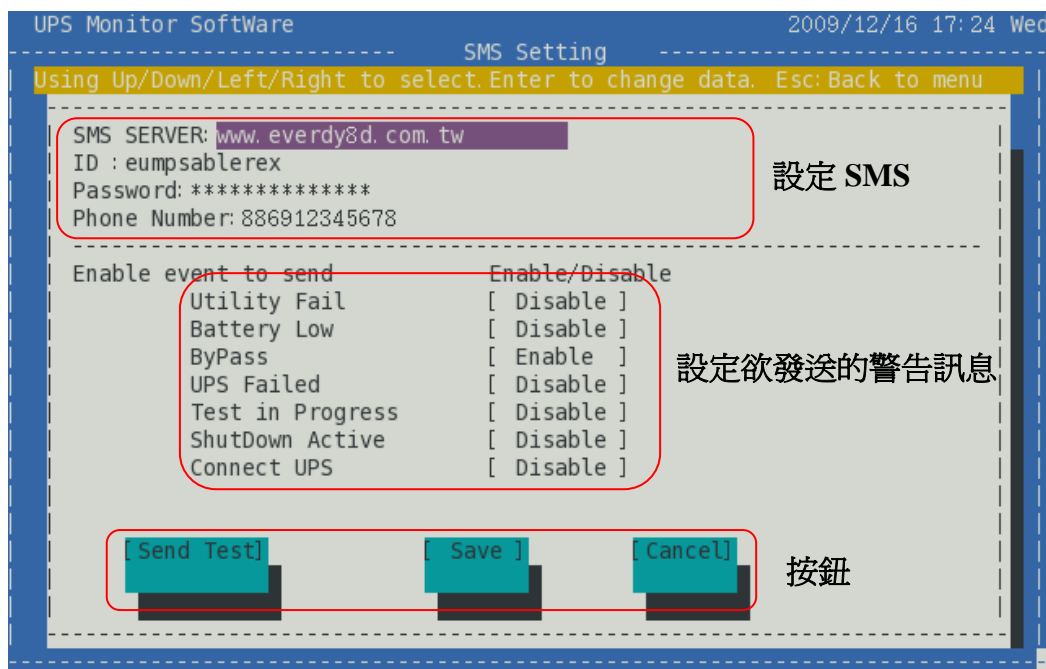 UPS Monitor SoftWare 2009/12/16 17:24 Wed
SMS Setting
Using Up/Down/Left/Right to select.Enter to change data. Esc:Back to menu
SMS SERVER:www.everdy8d.com.tw
ID :eumpsablerex
Password:**************
Phone Number:886912345678
設定 SMS
Enable event to send Enable/Disable
Utility Fail [ Disable ]
Battery Low [ Disable ]
ByPass [ Enable ]
UPS Failed [ Disable ]
Test in Progress [ Disable ]
ShutDown Active [ Disable ]
Connect UPS [ Disable ]
設定欲發送的警告訊息
[Send Test] [ Save ] [Cancel]
按鈕